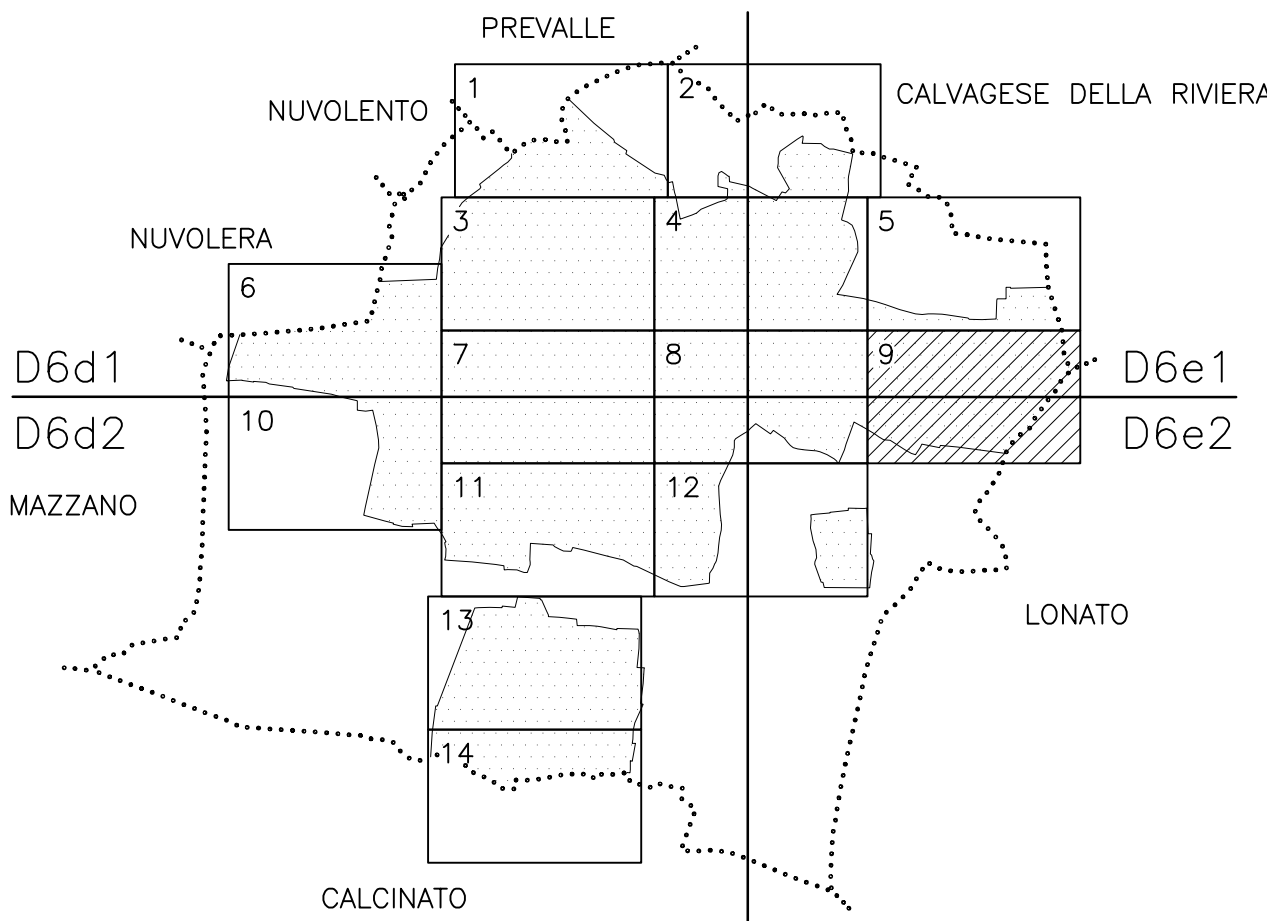 PREVALLE
1
2
CALVAGESE DELLA RIVIERA
NUVOLENTO
3
4
5
NUVOLERA
6
7
8
9
D6d1
D6e1
10
D6d2
D6e2
11
12
MAZZANO
13
LONATO
14
CALCINATO